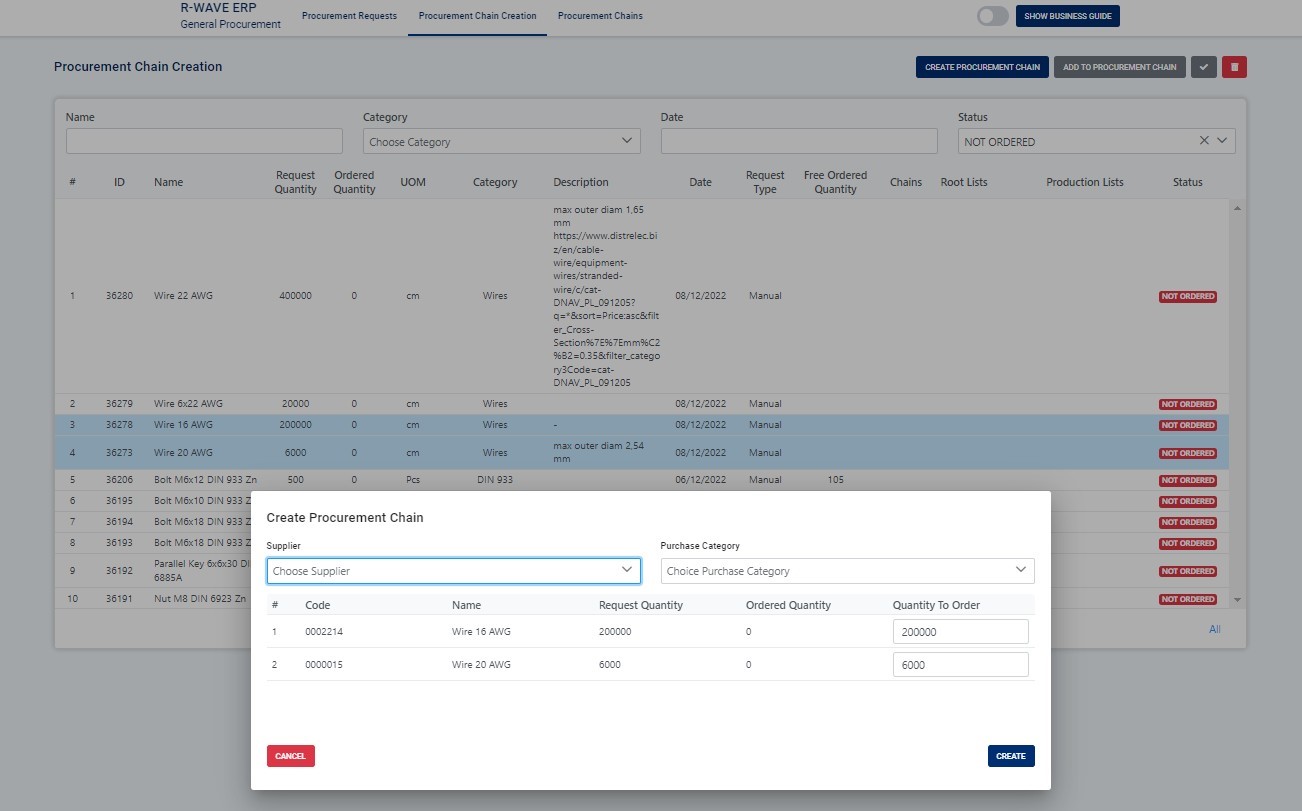 R-WAVE ERP
General Procurement
Procurement Requests
Procurement Chain Creation
Procurement Chains
SHOW BUSINESS GUIDE
Procurement Chain Creation
CREATE PROCUREMENT CHAIN
ADD TO PROCUREMENT CHAIN
Name
Category
Date
Status
Choose Category
NOT ORDERED
# ID Name Request Quantity Ordered Quantity UOM Category Description Date Request Type Free Ordered Quantity Chains Root Lists Production Lists Status
max outer diam 1,65
mm
https://www.distrelec.bi
z/en/cable-
wire/equipment-
wires/stranded-
wire/c/cat-
DNAV_PL_091205?
q=*&sort=Price:asc&filt
er_Cross-
Section%7E%7Emm%C2
%B2=0.35&filter_catego
ry3Code=cat-
DNAV_PL_091205
1 36280 Wire 22 AWG 400000 0 cm Wires 08/12/2022 Manual NOT ORDERED
2 36279 Wire 6x22 AWG 20000 0 cm Wires 08/12/2022 Manual NOT ORDERED
3 36278 Wire 16 AWG 200000 0 cm Wires - 08/12/2022 Manual NOT ORDERED
4 36273 Wire 20 AWG 6000 0 cm Wires max outer diam 2,54 mm 08/12/2022 Manual NOT ORDERED
5 36206 Bolt M6x12 DIN 933 Zn 500 0 Pcs DIN 933 06/12/2022 Manual 105 NOT ORDERED
6 36195 Bolt M6x10 DIN 933 Z NOT ORDERED
7 36194 Bolt M6x18 DIN 933 Z NOT ORDERED
8 36193 Bolt M6x18 DIN 933 Z NOT ORDERED
9 36192 Parallel Key 6x6x30 DI 6885A NOT ORDERED
10 36191 Nut M8 DIN 6923 Zn NOT ORDERED
All
Create Procurement Chain
Supplier
Purchase Category
Choose Supplier
Choice Purchase Category
# Code Name Request Quantity Ordered Quantity Quantity To Order
1 0002214 Wire 16 AWG 200000 0 200000
2 0000015 Wire 20 AWG 6000 0 6000
CANCEL
CREATE